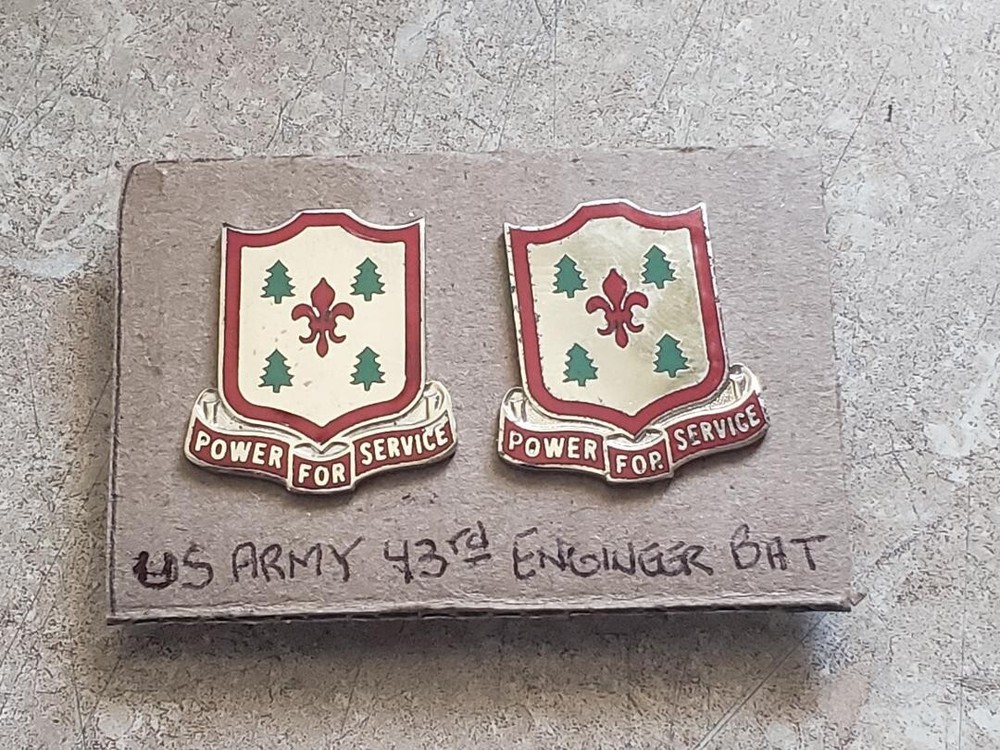 POWER FOR SERVICE
POWER FOR SERVICE
US ARMY 43rd ENGINEER BAT